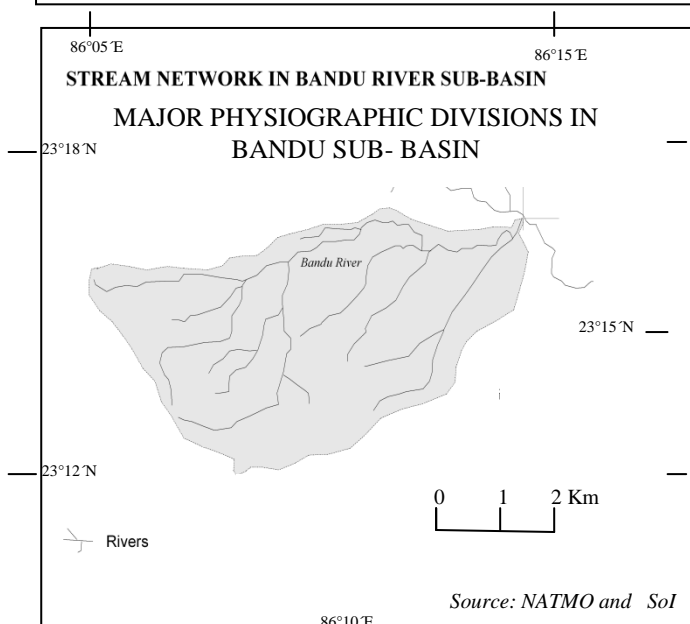 86°05´E
86°15´E
STREAM NETWORK IN BANDU RIVER SUB-BASIN
MAJOR PHYSIOGRAPHIC DIVISIONS IN
BANDU SUB- BASIN
23°18´N
Bandu River
23°15´N
i
23°12´N
0 1 2 Km
Rivers
Source: NATMO and SoI
86°10´E